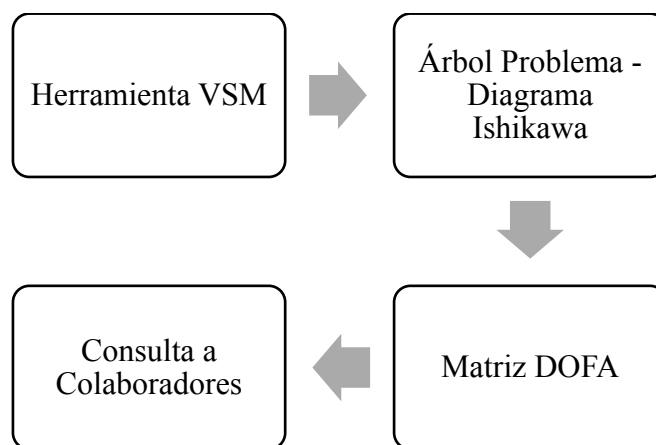 Herramienta VSM
Árbol Problema -
Diagrama
Ishikawa
Matriz DOFA
Consulta a
Colaboradores